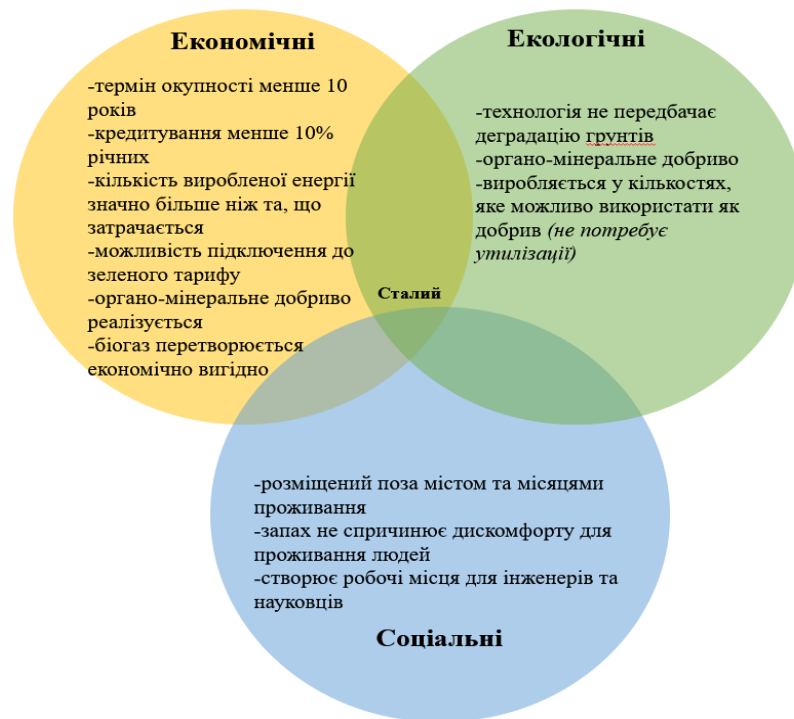 Економічні
-термін окупності менше 10
років
-кредитування менше 10%
річних
-кількість виробленої енергії
значно більше ніж та, що
затрачається
-можливість підключення до
зеленого тарифу
-органо-мінеральне добриво
реалізується
-біогаз перетворюється
економічно вигідно
Екологічні
-технологія не передбачає
деградацію грунтів
-органо-мінеральне добриво
-виробляється у кількостях,
яке можливо використати як
добрив (не потребує
утилізації)
Сталий
-розміщений поза містом та місяцями
проживання
-запах не спричинює дискомфорту для
проживання людей
-створює робочі місця для інженерів та
науковців
Соціальні